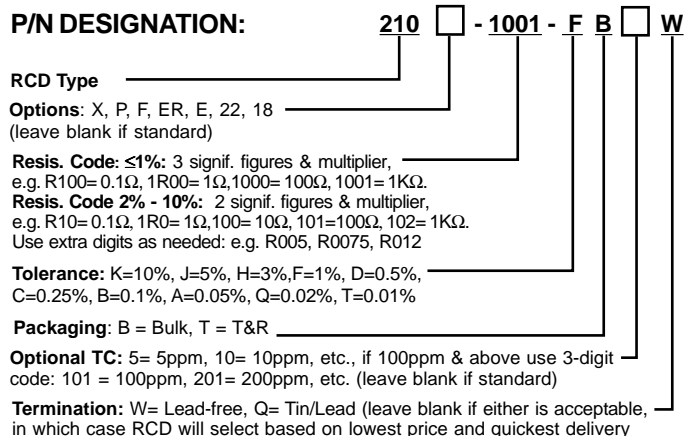 P/N DESIGNATION: 210 □ - 1001 - F B □ W
RCD Type
Options: X, P, F, ER, E, 22, 18
(leave blank if standard)
Resis. Code: ≤1%: 3 signif. figures & multiplier,
e.g. R100= 0.1Ω, 1R00= 1Ω,1000= 100Ω, 1001= 1KΩ.
Resis. Code 2% - 10%: 2 signif. figures & multiplier,
e.g. R10= 0.1Ω, 1R0= 1Ω,100= 10Ω, 101=100Ω, 102= 1KΩ.
Use extra digits as needed: e.g. R005, R0075, R012
Tolerance: K=10%, J=5%, H=3%,F=1%, D=0.5%,
C=0.25%, B=0.1%, A=0.05%, Q=0.02%, T=0.01%
Packaging: B = Bulk, T = T&R
Optional TC: 5= 5ppm, 10= 10ppm, etc., if 100ppm & above use 3-digit
code: 101 = 100ppm, 201= 200ppm, etc. (leave blank if standard)
Termination: W= Lead-free, Q= Tin/Lead (leave blank if either is acceptable,
in which case RCD will select based on lowest price and quickest delivery